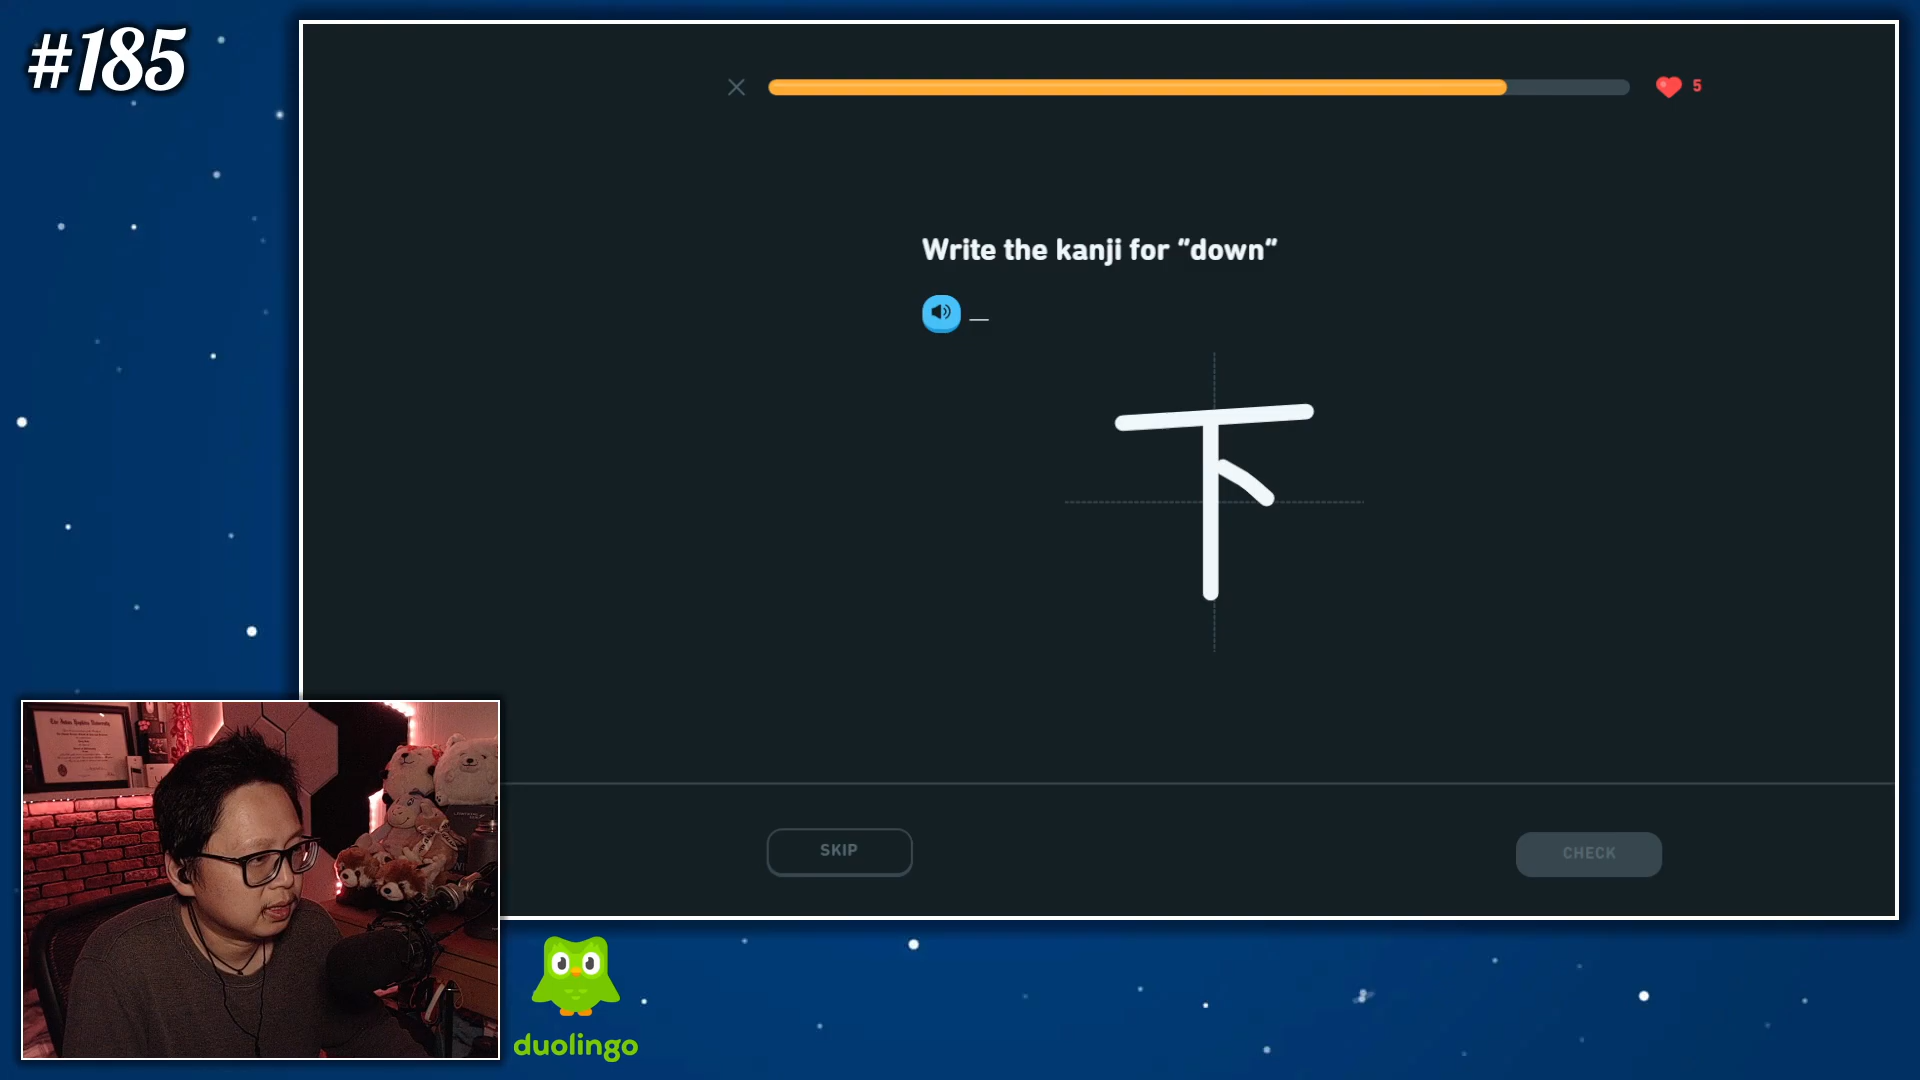 #185
5
Write the kanji for “down”
下
SKIP
CHECK
duolingo